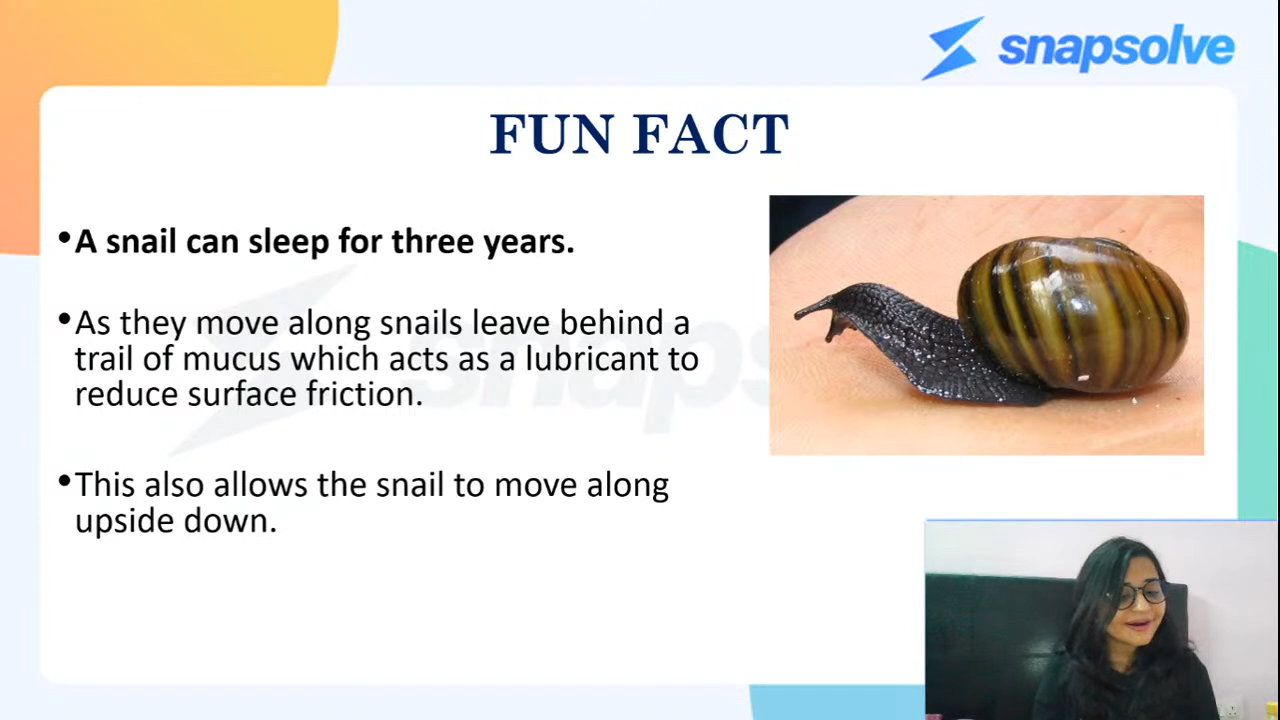 snapsolve
FUN FACT
•A snail can sleep for three years.
•As they move along snails leave behind a
trail of mucus which acts as a lubricant to
reduce surface friction.
•This also allows the snail to move along
upside down.
snaps